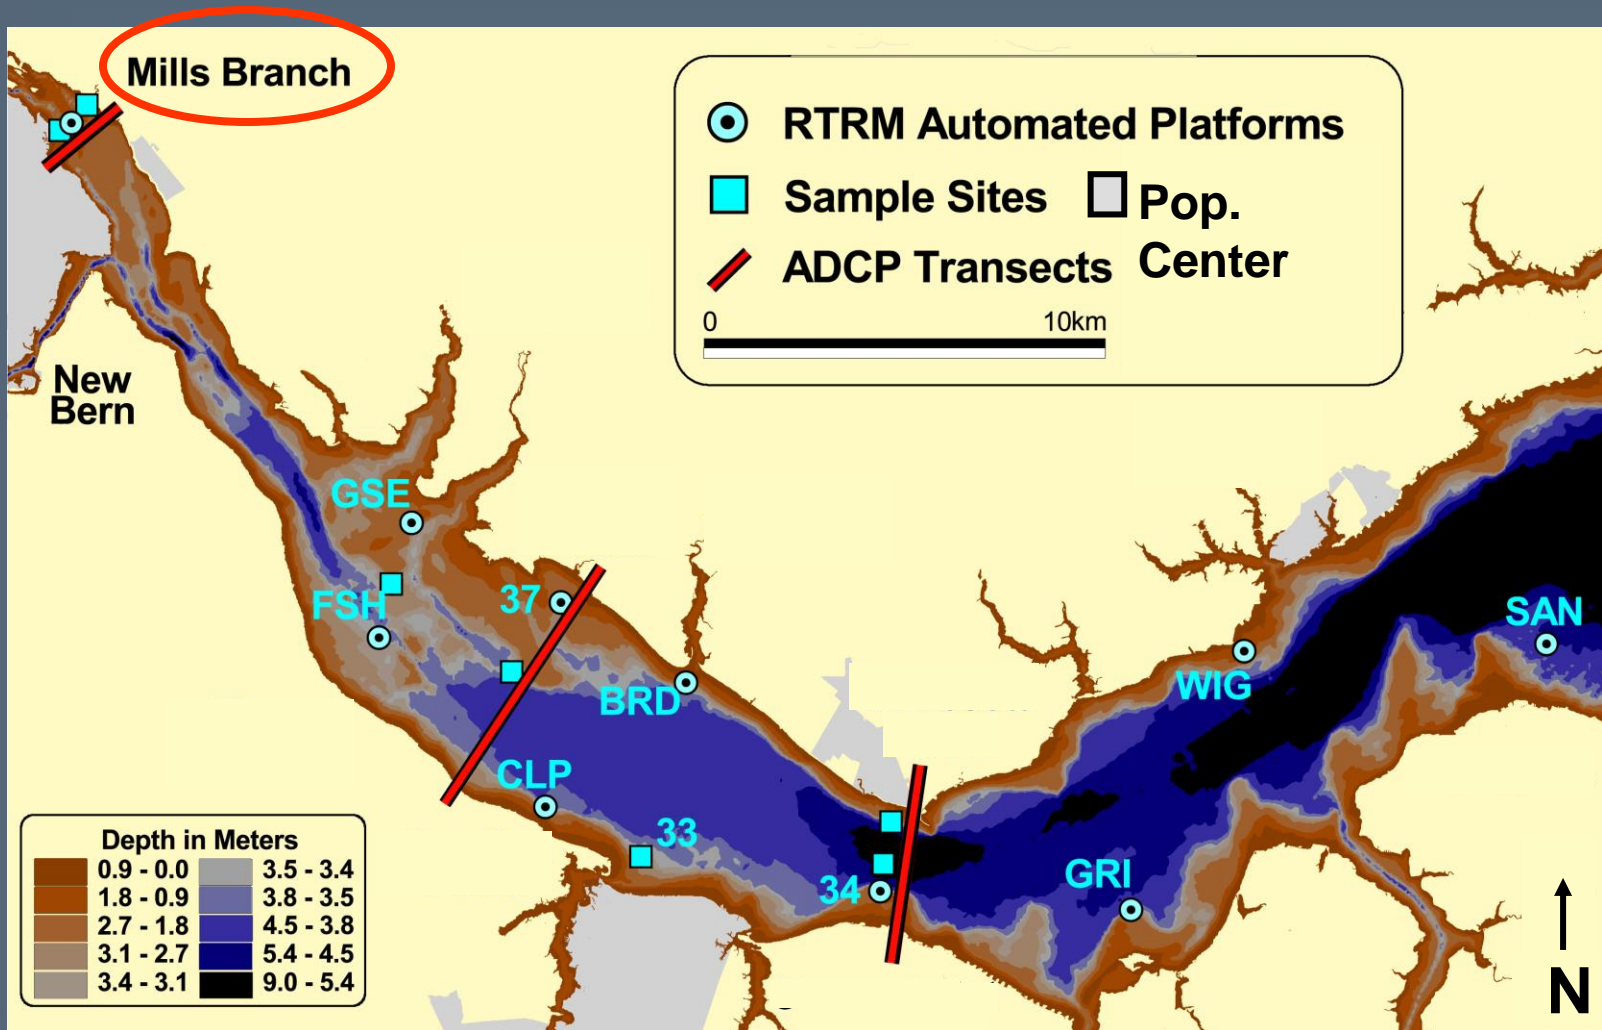 Mills Branch
RTRM Automated Platforms
Sample Sites
Pop.
Center
ADCP Transects
0
10km
New
Bern
GSE
FSH
37
BRD
CLP
33
34
GRI
WIG
SAN
Depth in Meters
0.9 - 0.0
3.5 - 3.4
1.8 - 0.9
3.8 - 3.5
2.7 - 1.8
4.5 - 3.8
3.1 - 2.7
5.4 - 4.5
3.4 - 3.1
9.0 - 5.4
N